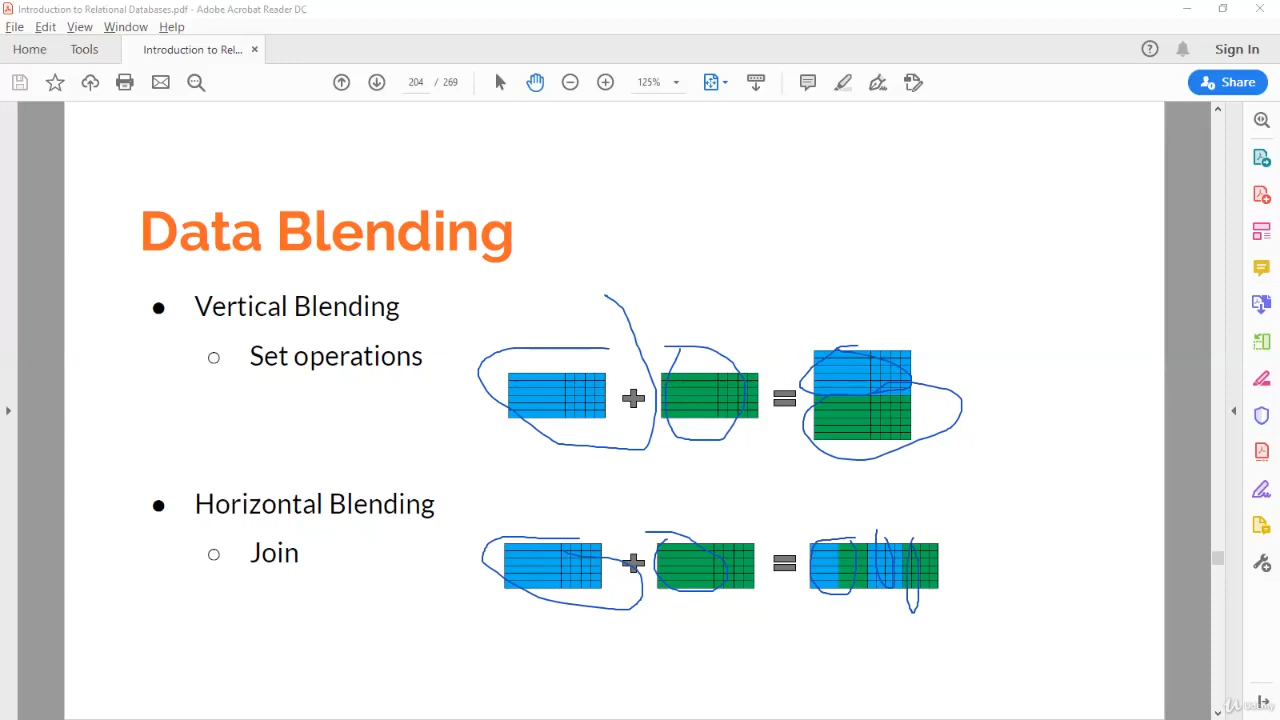 Introduction to Relational Databases.pdf - Adobe Acrobat Reader DC
File Edit View Window Help
Home Tools Introduction to Rel... × Sign In
204 / 269 125% Share
Data Blending
● Vertical Blending
○ Set operations
● Horizontal Blending
○ Join
Udemy